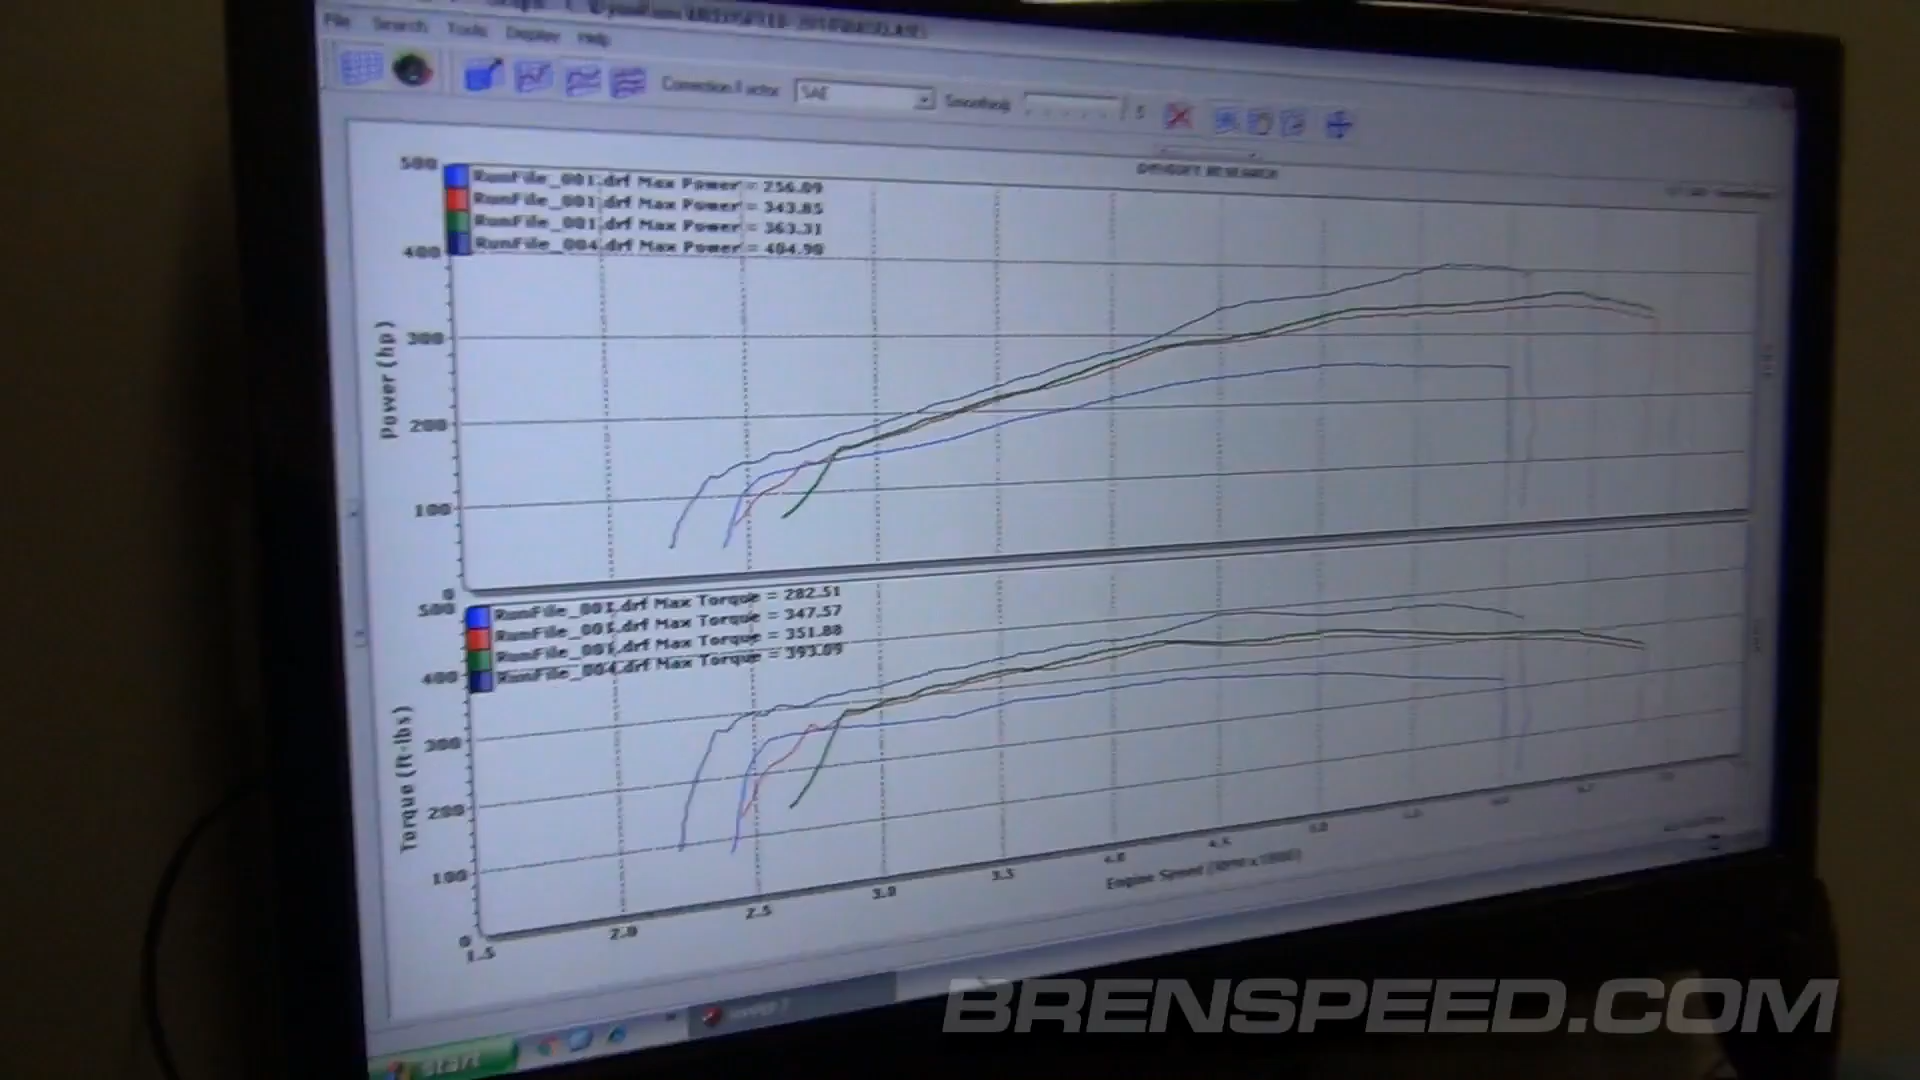 File Search Tools Display Help
Correction Factor SAE Smoothing 5
DYNOJET RESEARCH
500
RunFile_001.drf Max Power = 256.09
RunFile_001.drf Max Power = 343.85
RunFile_001.drf Max Power = 363.31
RunFile_004.drf Max Power = 404.90
400
300
200
100
0
Power (hp)
500
RunFile_001.drf Max Torque = 282.51
RunFile_001.drf Max Torque = 347.57
RunFile_001.drf Max Torque = 351.88
RunFile_004.drf Max Torque = 393.09
400
300
200
100
0
Torque (ft-lbs)
1.5 2.0 2.5 3.0 3.5 4.0 4.5 5.0
Engine Speed (RPM x1000)
start
BRENSPEED.COM